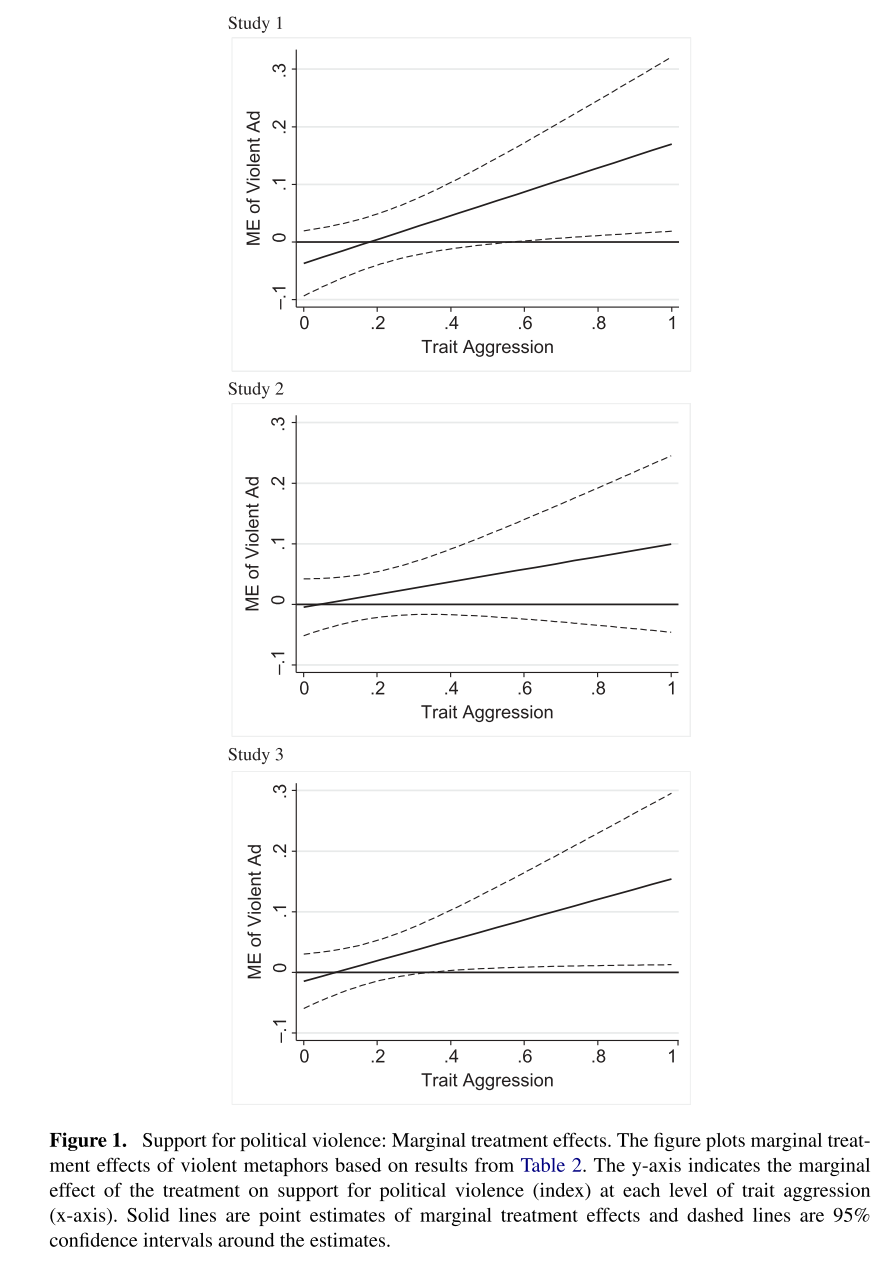 Study 1
ME of Violent Ad
.3
.2
.1
0
−.1
0 .2 .4 .6 .8 1
Trait Aggression
Study 2
ME of Violent Ad
.3
.2
.1
0
−.1
0 .2 .4 .6 .8 1
Trait Aggression
Study 3
ME of Violent Ad
.3
.2
.1
0
−.1
0 .2 .4 .6 .8 1
Trait Aggression
Figure 1. Support for political violence: Marginal treatment effects. The figure plots marginal treat-
ment effects of violent metaphors based on results from Table 2. The y-axis indicates the marginal
effect of the treatment on support for political violence (index) at each level of trait aggression
(x-axis). Solid lines are point estimates of marginal treatment effects and dashed lines are 95%
confidence intervals around the estimates.